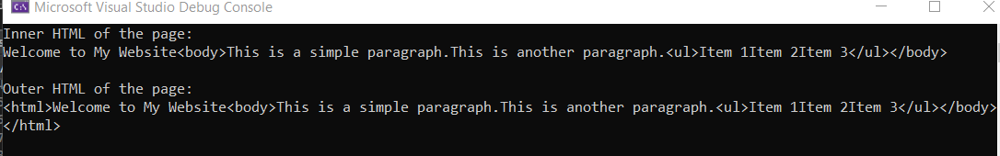 Microsoft Visual Studio Debug Console
Inner HTML of the page:
Welcome to My Website<body>This is a simple paragraph.This is another paragraph.<ul>Item 1Item 2Item 3</ul></body>
Outer HTML of the page:
<html>Welcome to My Website<body>This is a simple paragraph.This is another paragraph.<ul>Item 1Item 2Item 3</ul></body>
</html>